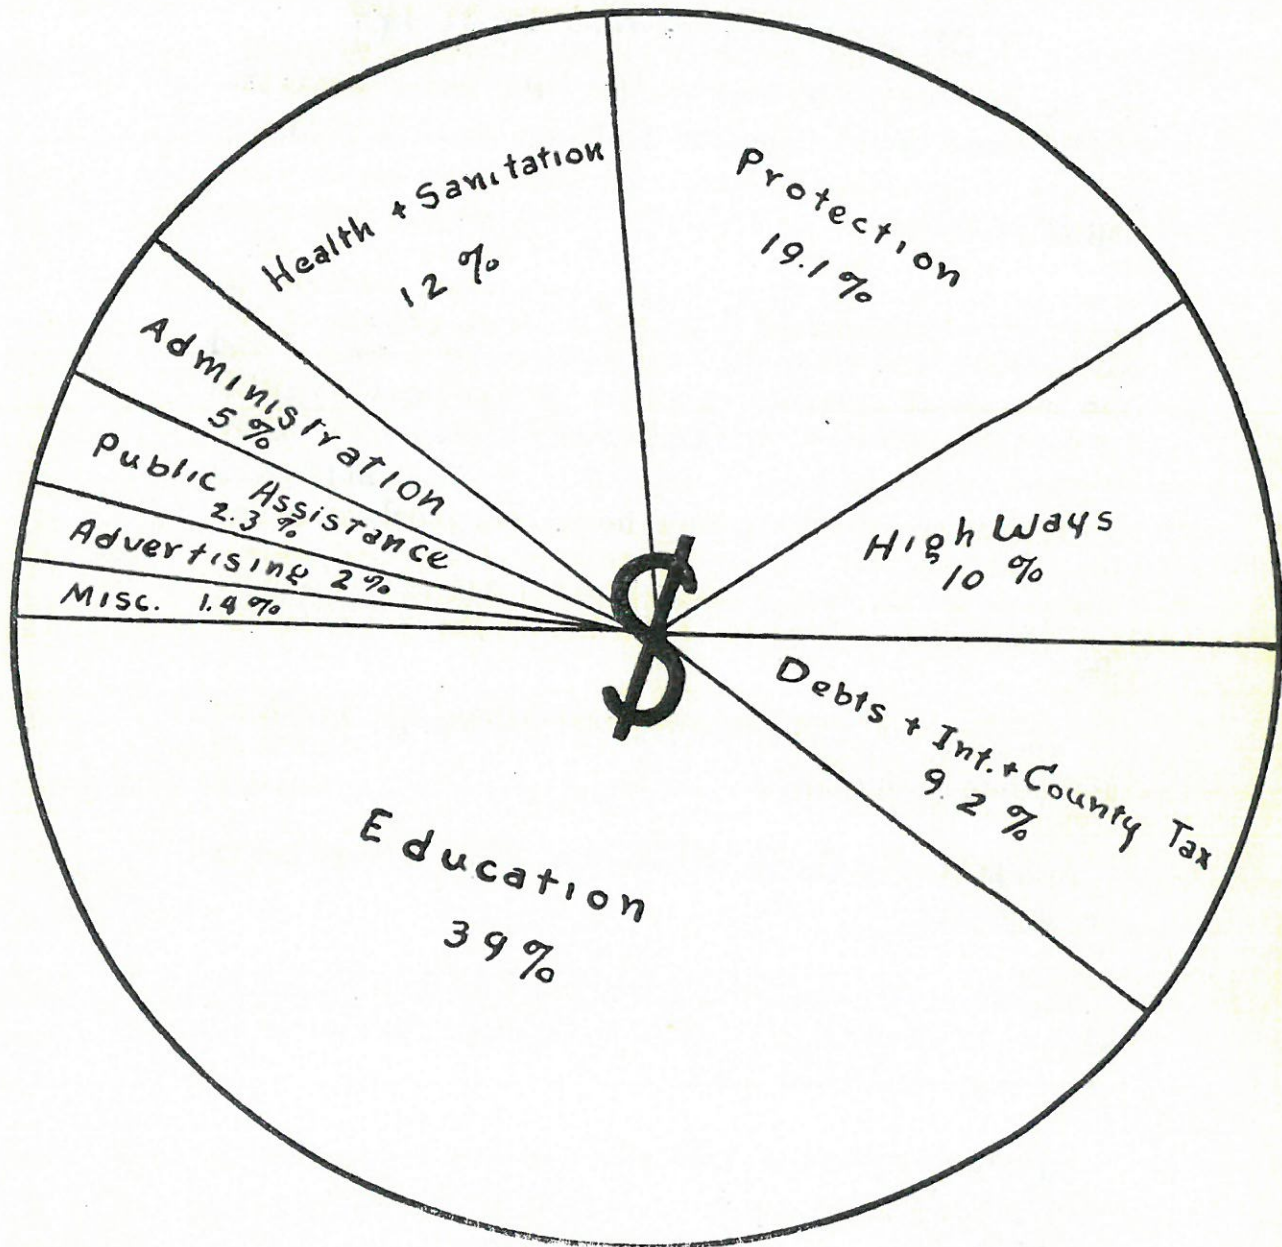 Health + Sanitation
12 %
Protection
19.1 %
High Ways
10 %
Debts + Int. + County Tax
9.2 %
Education
39 %
Misc. 1.4 %
Advertising 2 %
Public Assistance
2.3 %
Administration
5 %
$